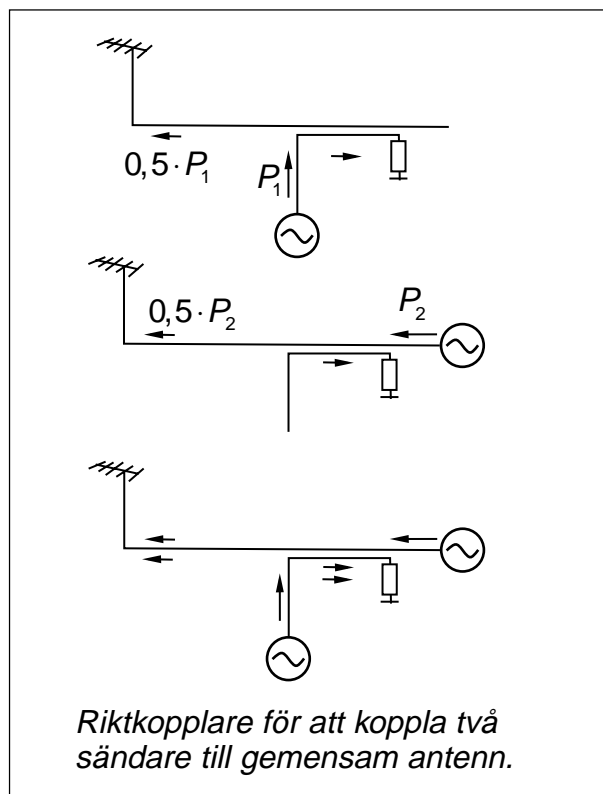 0,5·P₁
P₁
0,5·P₂
P₂
Riktkopplare för att koppla två
sändare till gemensam antenn.